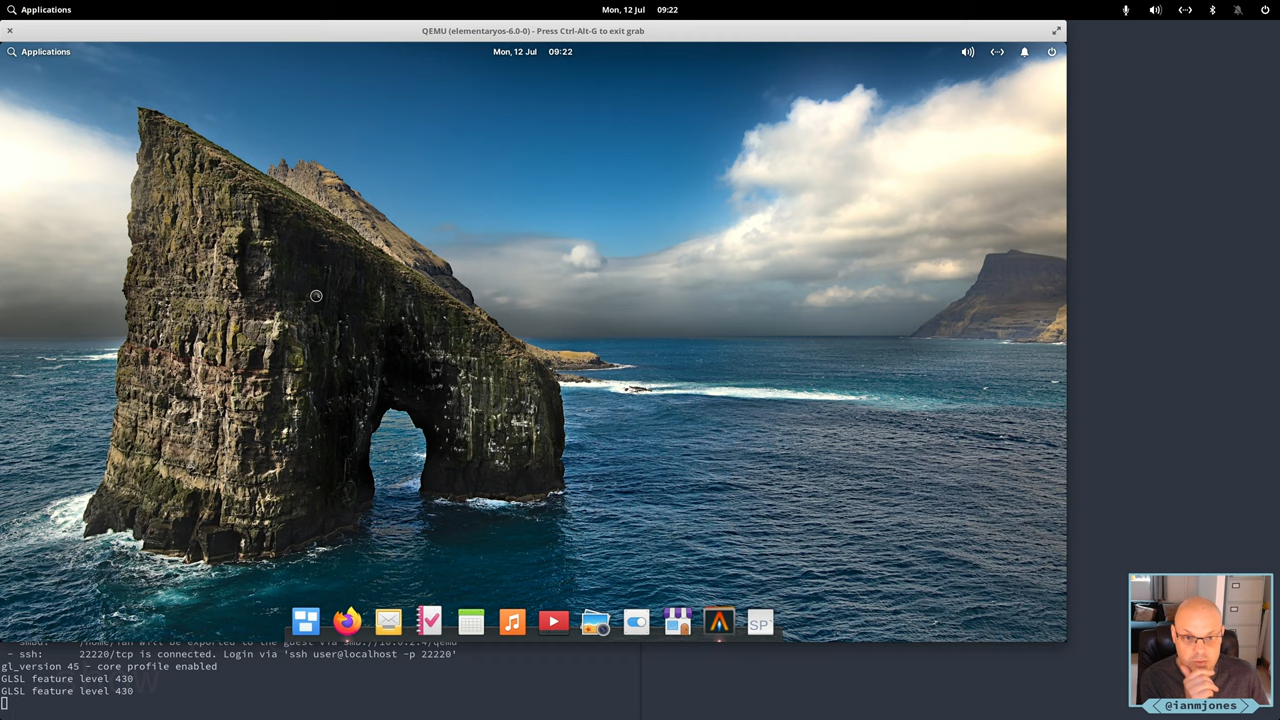 Applications
Mon, 12 Jul 09:22
QEMU (elementaryos-6.0-0) - Press Ctrl-Alt-G to exit grab
Applications
Mon, 12 Jul 09:22
SP
- ssh: 22220/tcp is connected. Login via 'ssh user@localhost -p 22220'
gl_version 45 - core profile enabled
GLSL feature level 430
GLSL feature level 430
@ianmjones